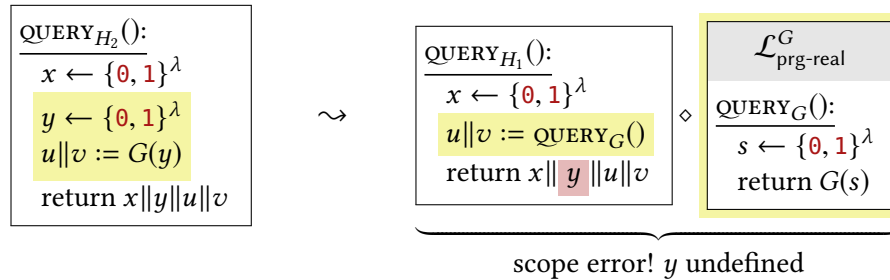 QUERY_{H_2}():
x ← {0, 1}^λ
y ← {0, 1}^λ
u‖v := G(y)
return x‖y‖u‖v
⇝
QUERY_{H_1}():
x ← {0, 1}^λ
u‖v := QUERY_G()
return x‖ y ‖u‖v
⋄
ℒ^G_{prg-real}
QUERY_G():
s ← {0, 1}^λ
return G(s)
scope error! y undefined